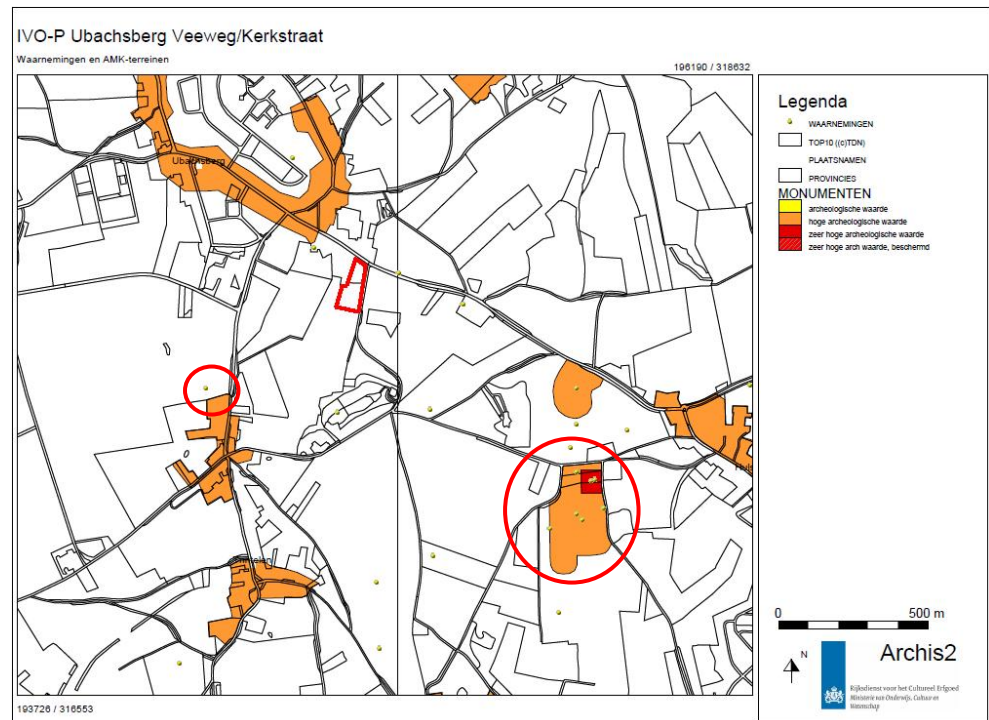 IVO-P Ubachsberg Veeweg/Kerkstraat
Waarnemingen en AMK-terreinen
196190 / 318632
Ubachsberg
Legenda
WAARNEMINGEN
TOP10 ((c)TDN)
PLAATSNAMEN
PROVINCIES
MONUMENTEN
archeologische waarde
hoge archeologische waarde
zeer hoge archeologische waarde
zeer hoge arch waarde, beschermd
0 500 m
N
Archis2
Rijksdienst voor het Cultureel Erfgoed
Ministerie van Onderwijs, Cultuur en
Wetenschap
193726 / 316553